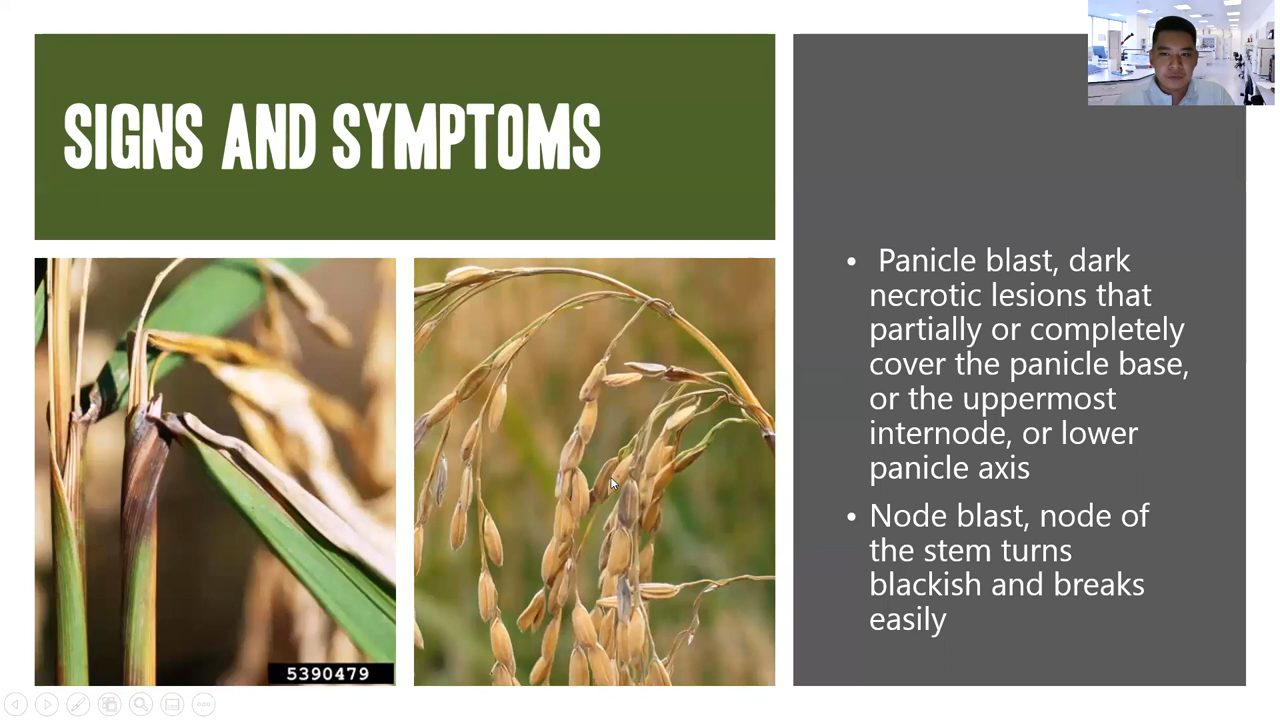 SIGNS AND SYMPTOMS
• Panicle blast, dark
necrotic lesions that
partially or completely
cover the panicle base,
or the uppermost
internode, or lower
panicle axis
• Node blast, node of
the stem turns
blackish and breaks
easily
5390479